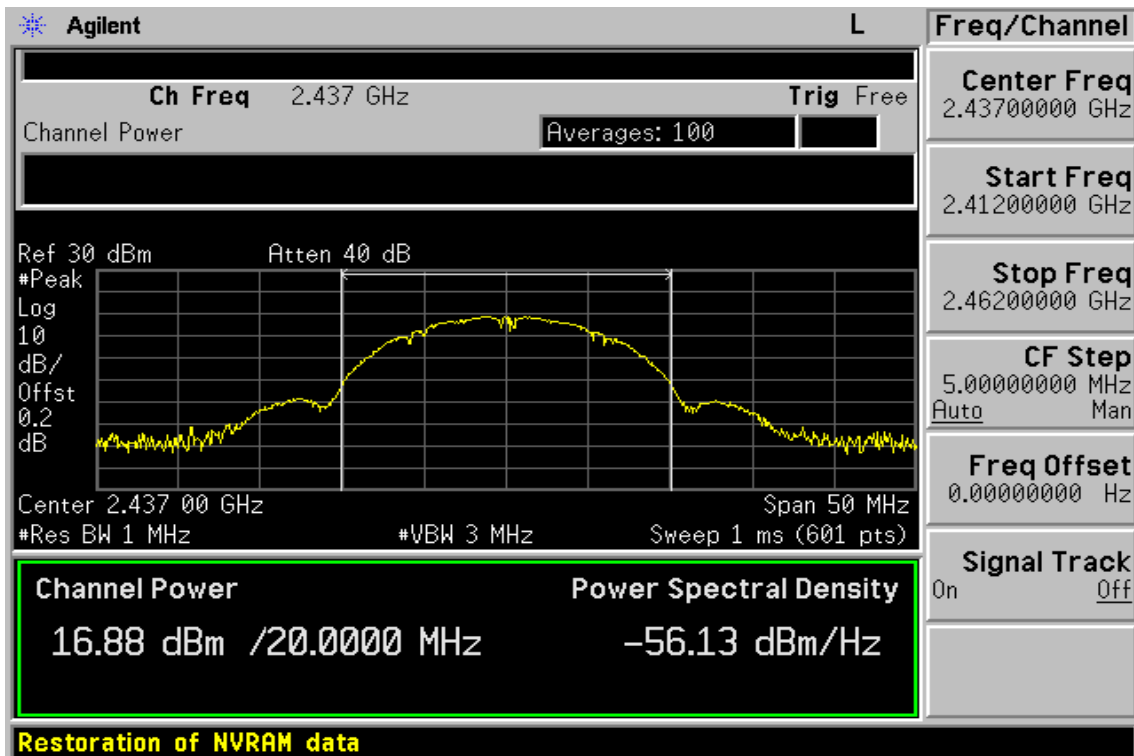 Agilent
L
Ch Freq 2.437 GHz Trig Free
Channel Power Averages: 100
Ref 30 dBm Atten 40 dB
#Peak
Log
10
dB/
Offst
0.2
dB
Center 2.437 00 GHz Span 50 MHz
#Res BW 1 MHz #VBW 3 MHz Sweep 1 ms (601 pts)
Channel Power Power Spectral Density
16.88 dBm /20.0000 MHz -56.13 dBm/Hz
Restoration of NVRAM data
Freq/Channel
Center Freq
2.43700000 GHz
Start Freq
2.41200000 GHz
Stop Freq
2.46200000 GHz
CF Step
5.00000000 MHz
Auto Man
Freq Offset
0.00000000 Hz
Signal Track
On Off